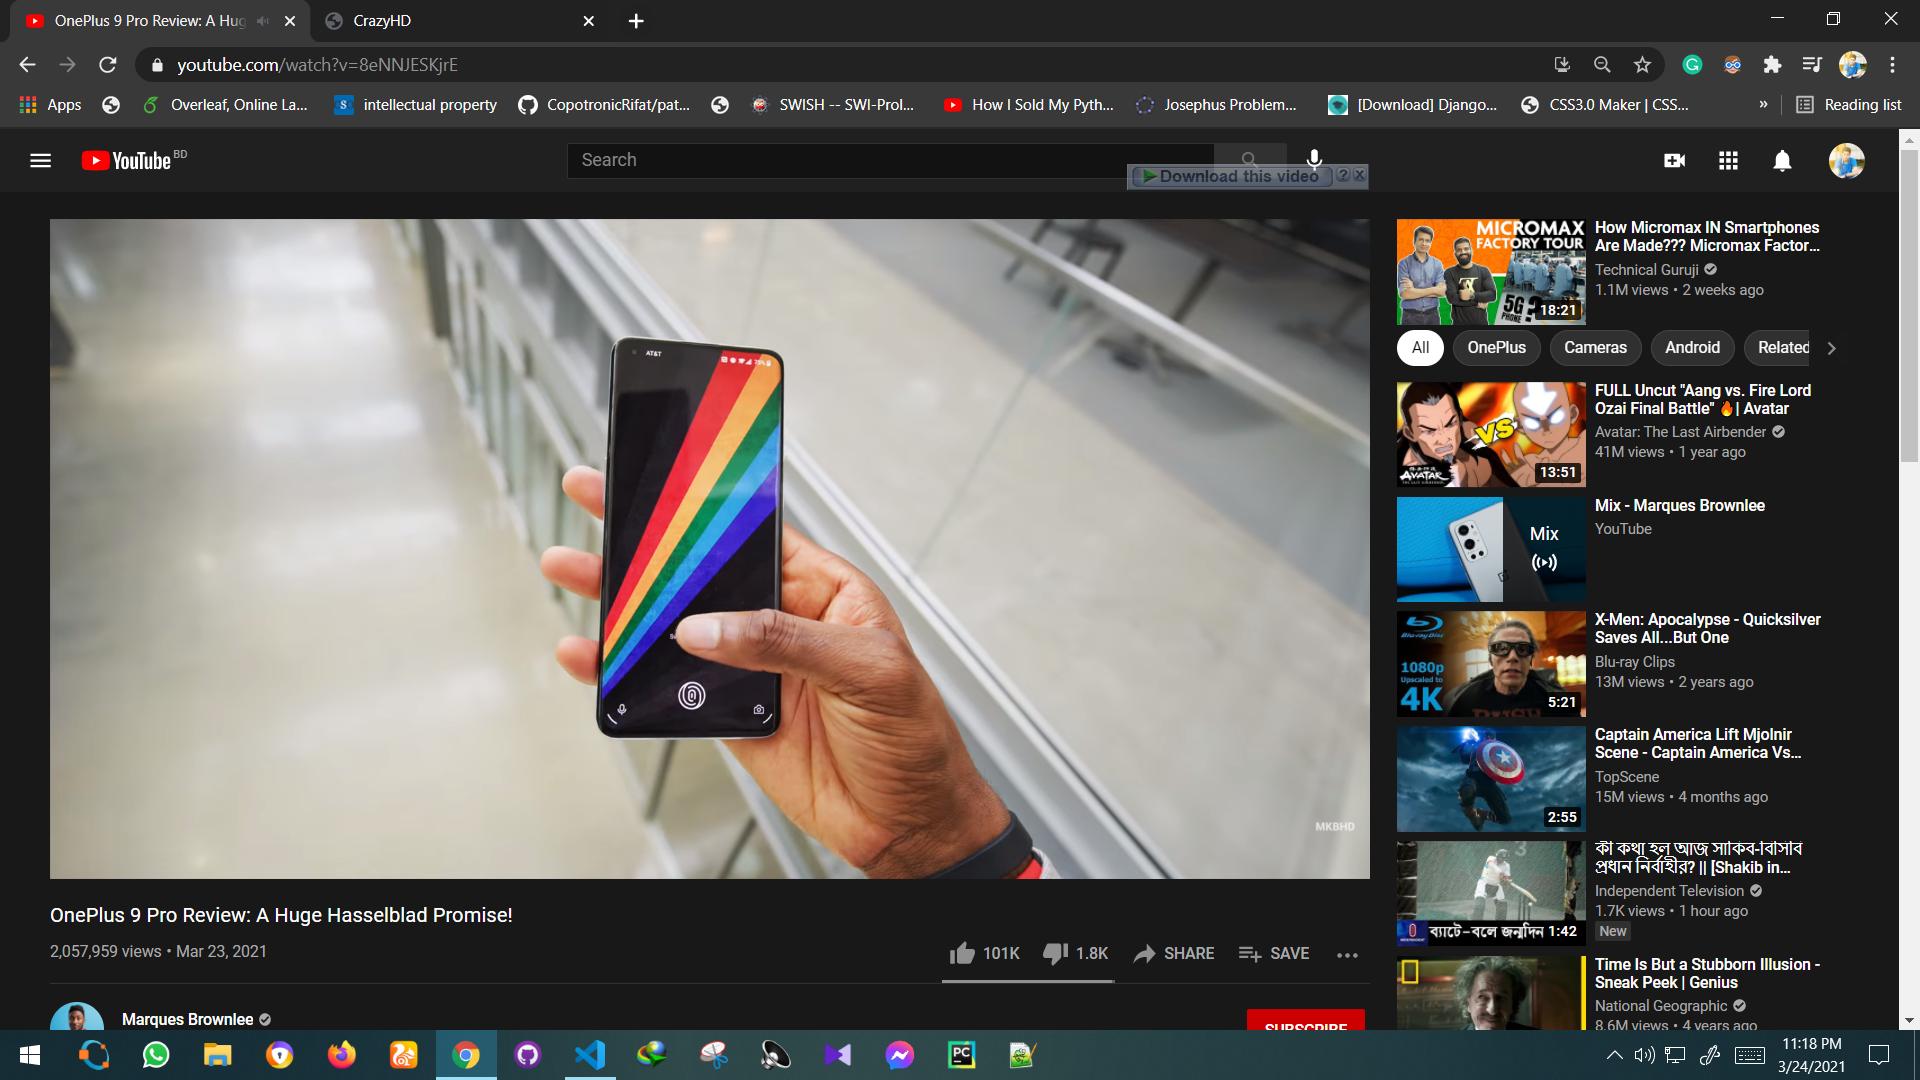 OnePlus 9 Pro Review: A Hug
CrazyHD
youtube.com/watch?v=8eNNJESKjrE
Apps
Overleaf, Online La...
intellectual property
CopotronicRifat/pat...
SWISH -- SWI-Prol...
How I Sold My Pyth...
Josephus Problem...
[Download] Django...
CSS3.0 Maker | CSS...
»
Reading list
YouTube BD
Search
Download this video
AT&T
MKBHD
OnePlus 9 Pro Review: A Huge Hasselblad Promise!
2,057,959 views • Mar 23, 2021
101K
1.8K
SHARE
SAVE
Marques Brownlee
SUBSCRIBE
MICROMAX
FACTORY TOUR
5G ?
PHONE
18:21
How Micromax IN Smartphones
Are Made??? Micromax Factor...
Technical Guruji
1.1M views • 2 weeks ago
All
OnePlus
Cameras
Android
Related
VS
AVATAR
13:51
FULL Uncut "Aang vs. Fire Lord
Ozai Final Battle" 🔥| Avatar
Avatar: The Last Airbender
41M views • 1 year ago
Mix
Mix - Marques Brownlee
YouTube
Blu-ray Disc
1080p
Upscaled to
4K
5:21
X-Men: Apocalypse - Quicksilver
Saves All...But One
Blu-ray Clips
13M views • 2 years ago
2:55
Captain America Lift Mjolnir
Scene - Captain America Vs...
TopScene
15M views • 4 months ago
ব্যাটে-বলে জন্মদিন 1:42
কী কথা হল আজ সাকিব-বিসিবি
প্রধান নির্বাহীর? || [Shakib in...
Independent Television
1.7K views • 1 hour ago
New
Time Is But a Stubborn Illusion -
Sneak Peek | Genius
National Geographic
8.6M views • 4 years ago
PC
11:18 PM
3/24/2021